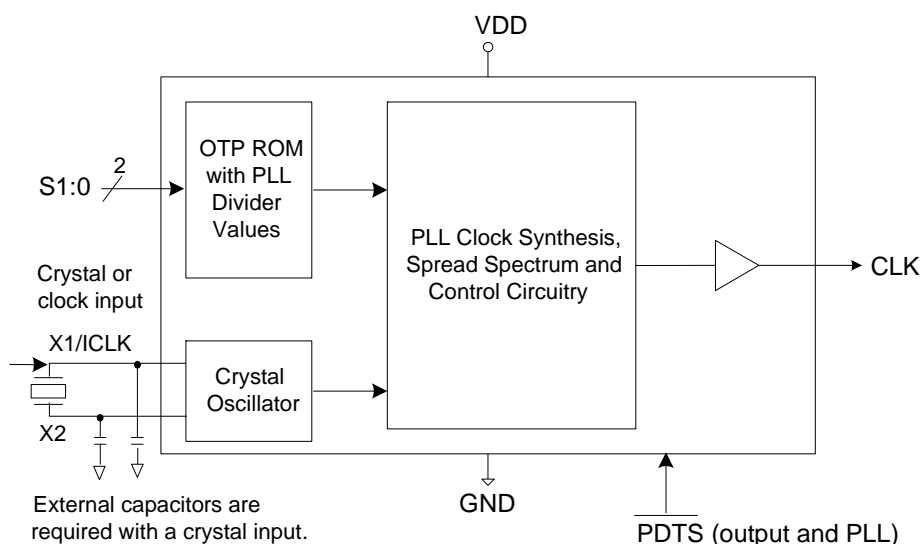 VDD
OTP ROM
with PLL
Divider
Values
2
S1:0
PLL Clock Synthesis,
Spread Spectrum and
Control Circuitry
CLK
Crystal or
clock input
X1/ICLK
Crystal
Oscillator
X2
External capacitors are
required with a crystal input.
GND
PDTS (output and PLL)